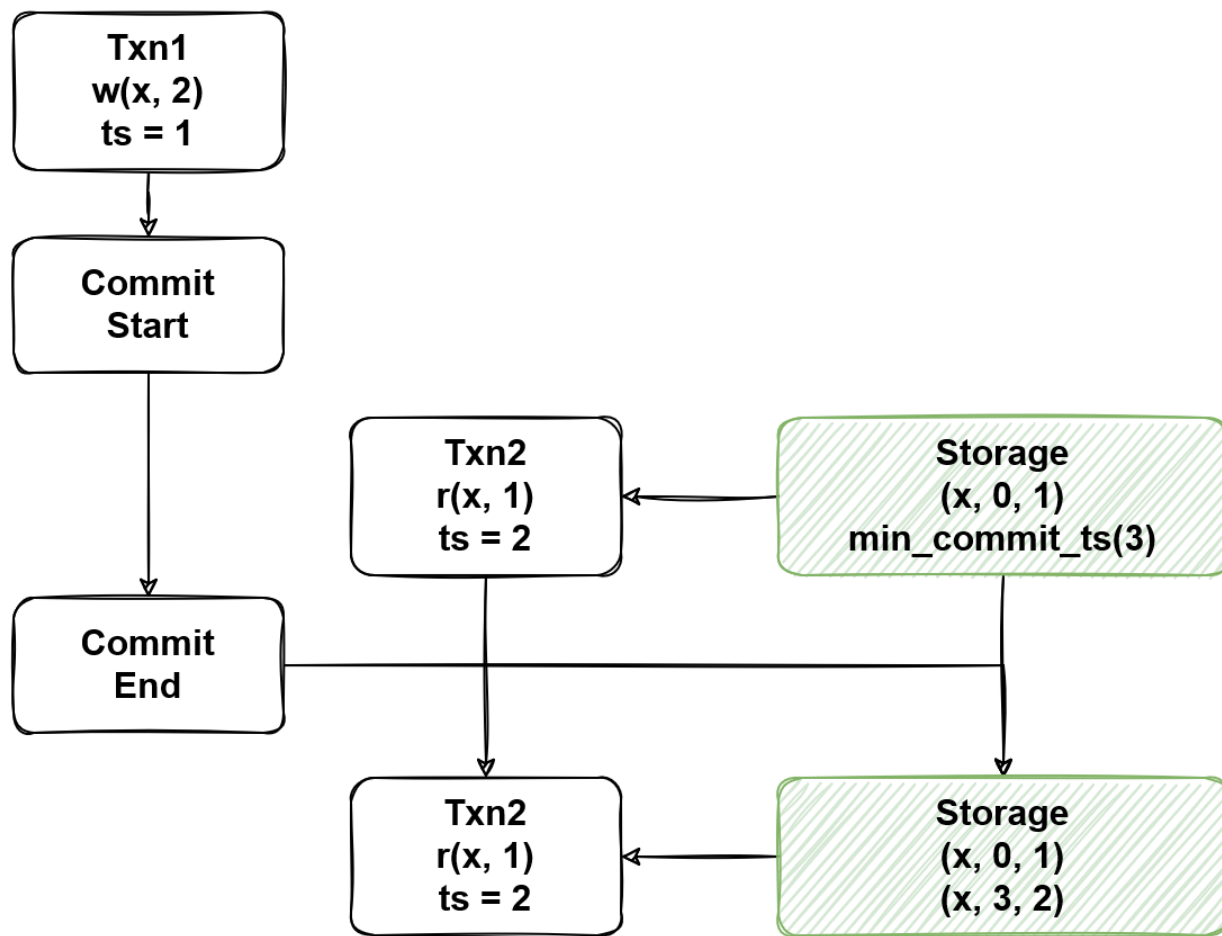 Txn1
w(x, 2)
ts = 1
Commit
Start
Txn2
r(x, 1)
ts = 2
Storage
(x, 0, 1)
min_commit_ts(3)
Commit
End
Txn2
r(x, 1)
ts = 2
Storage
(x, 0, 1)
(x, 3, 2)